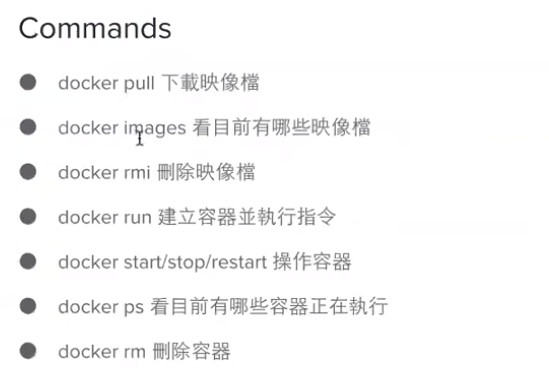 Commands
● docker pull 下載映像檔
● docker images 看目前有哪些映像檔
● docker rmi 刪除映像檔
● docker run 建立容器並執行指令
● docker start/stop/restart 操作容器
● docker ps 看目前有哪些容器正在執行
● docker rm 刪除容器